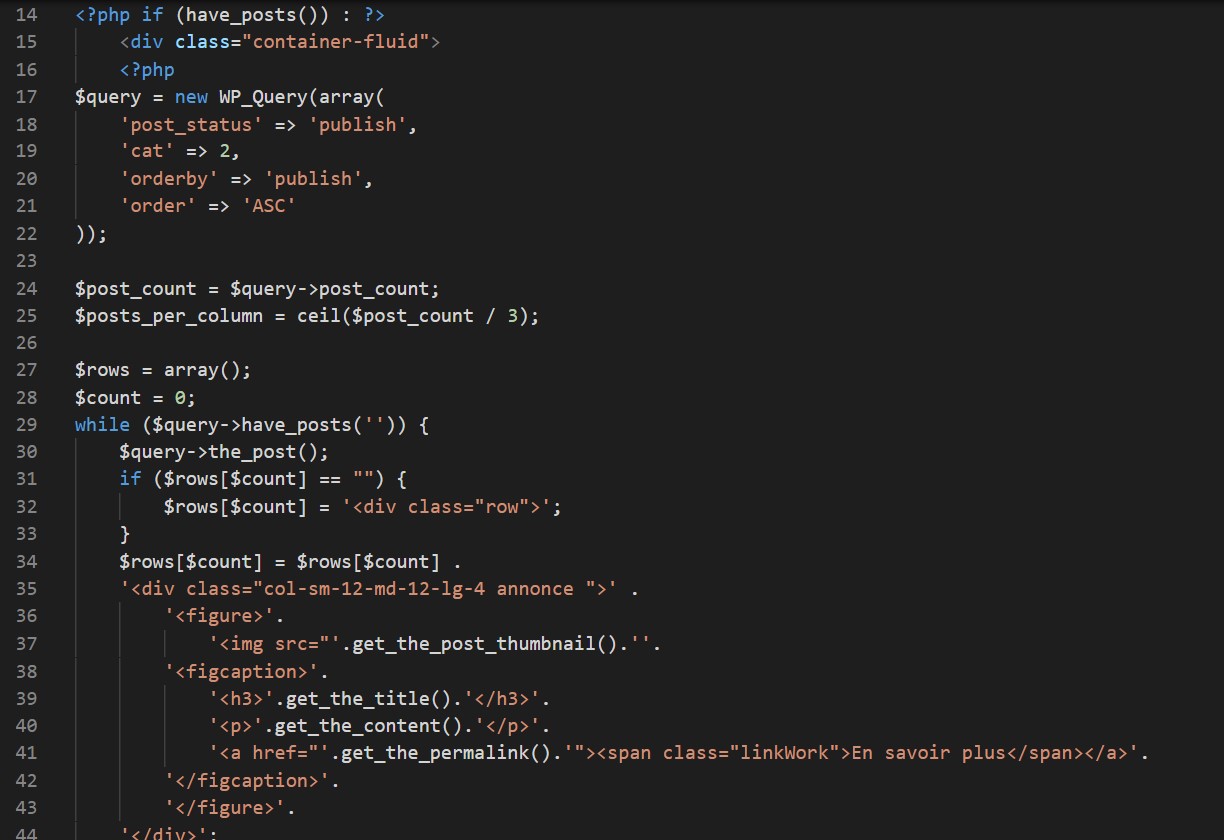 14 <?php if (have_posts()) : ?>
15 <div class="container-fluid">
16 <?php
17 $query = new WP_Query(array(
18 'post_status' => 'publish',
19 'cat' => 2,
20 'orderby' => 'publish',
21 'order' => 'ASC'
22 ));
23
24 $post_count = $query->post_count;
25 $posts_per_column = ceil($post_count / 3);
26
27 $rows = array();
28 $count = 0;
29 while ($query->have_posts('')) {
30 $query->the_post();
31 if ($rows[$count] == "") {
32 $rows[$count] = '<div class="row">';
33 }
34 $rows[$count] = $rows[$count] .
35 '<div class="col-sm-12-md-12-lg-4 annonce ">' .
36 '<figure>'.
37 '<img src="'.get_the_post_thumbnail().''.
38 '<figcaption>'.
39 '<h3>'.get_the_title().'</h3>'.
40 '<p>'.get_the_content().'</p>'.
41 '<a href="'.get_the_permalink().'"><span class="linkWork">En savoir plus</span></a>'.
42 '</figcaption>'.
43 '</figure>'.
44 '</div>';